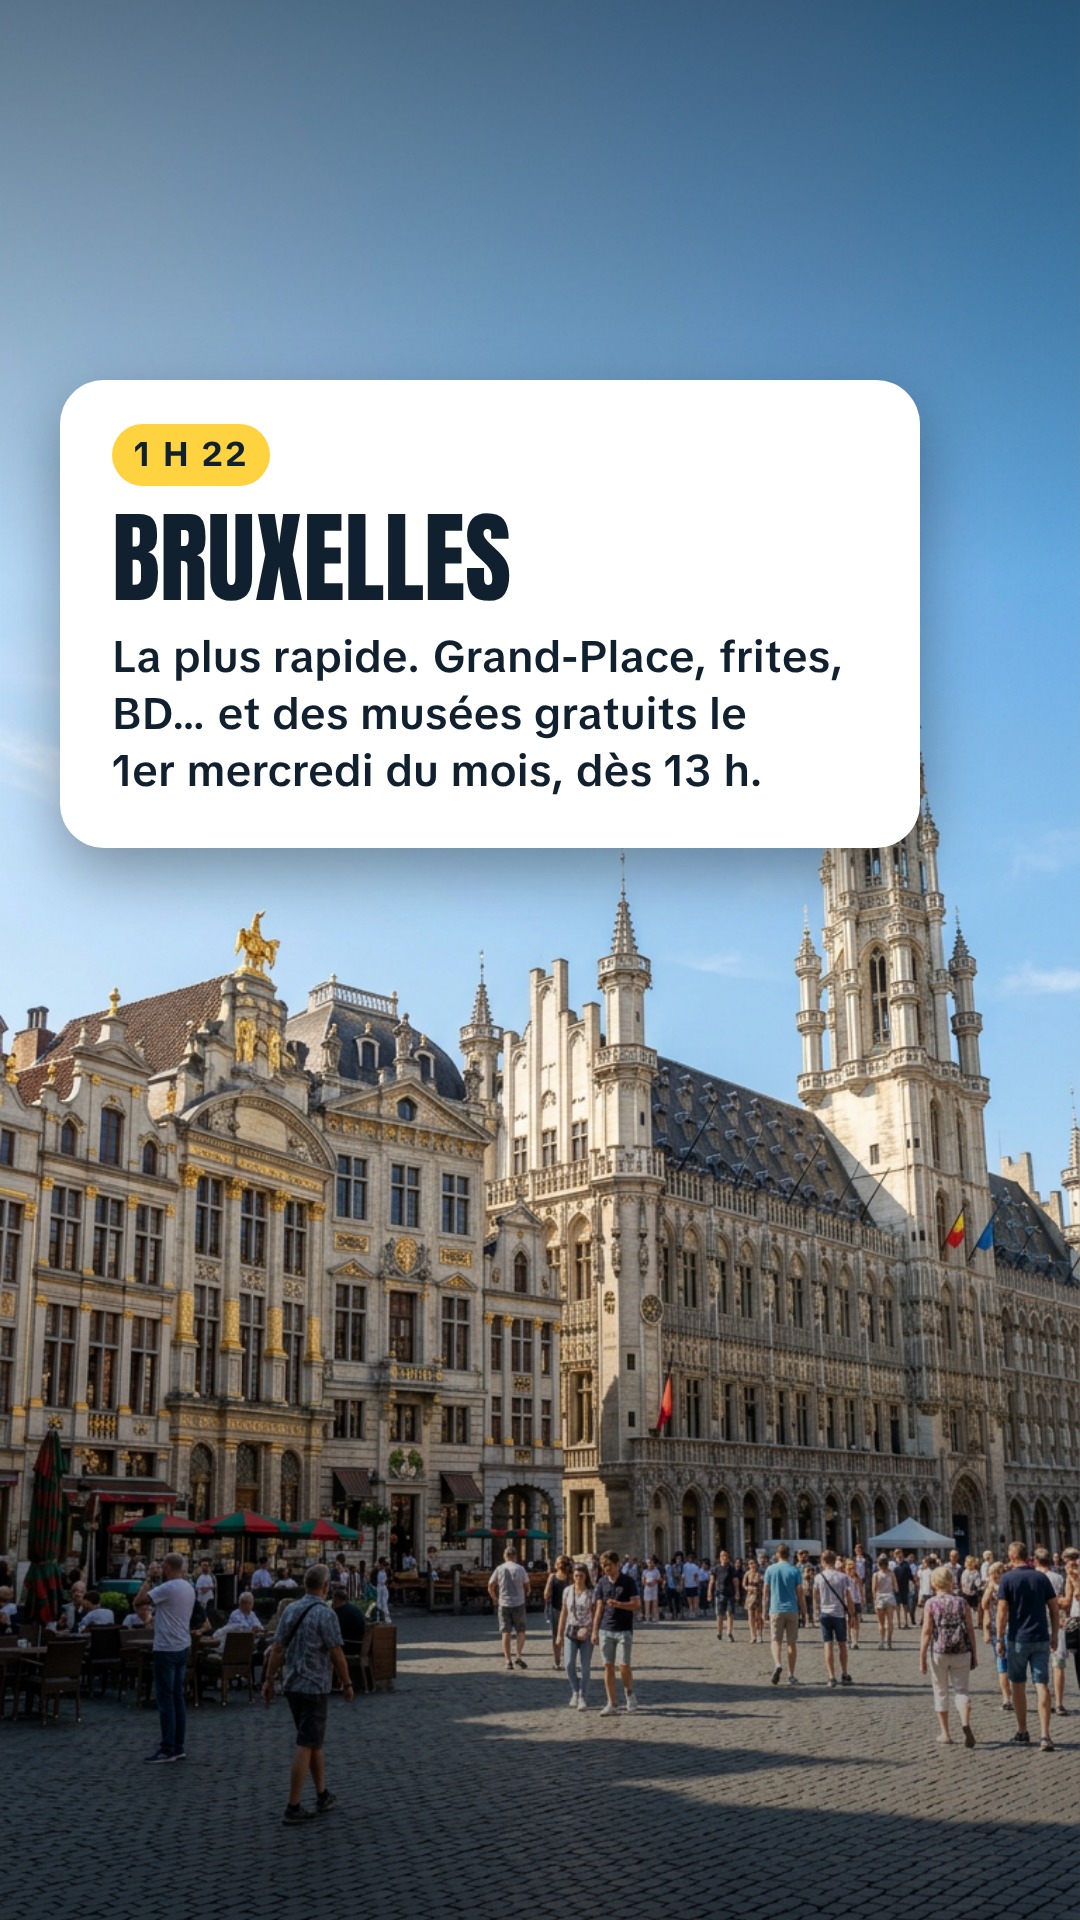 1 H 22
BRUXELLES
La plus rapide. Grand-Place, frites,
BD... et des musées gratuits le
1er mercredi du mois, dès 13 h.